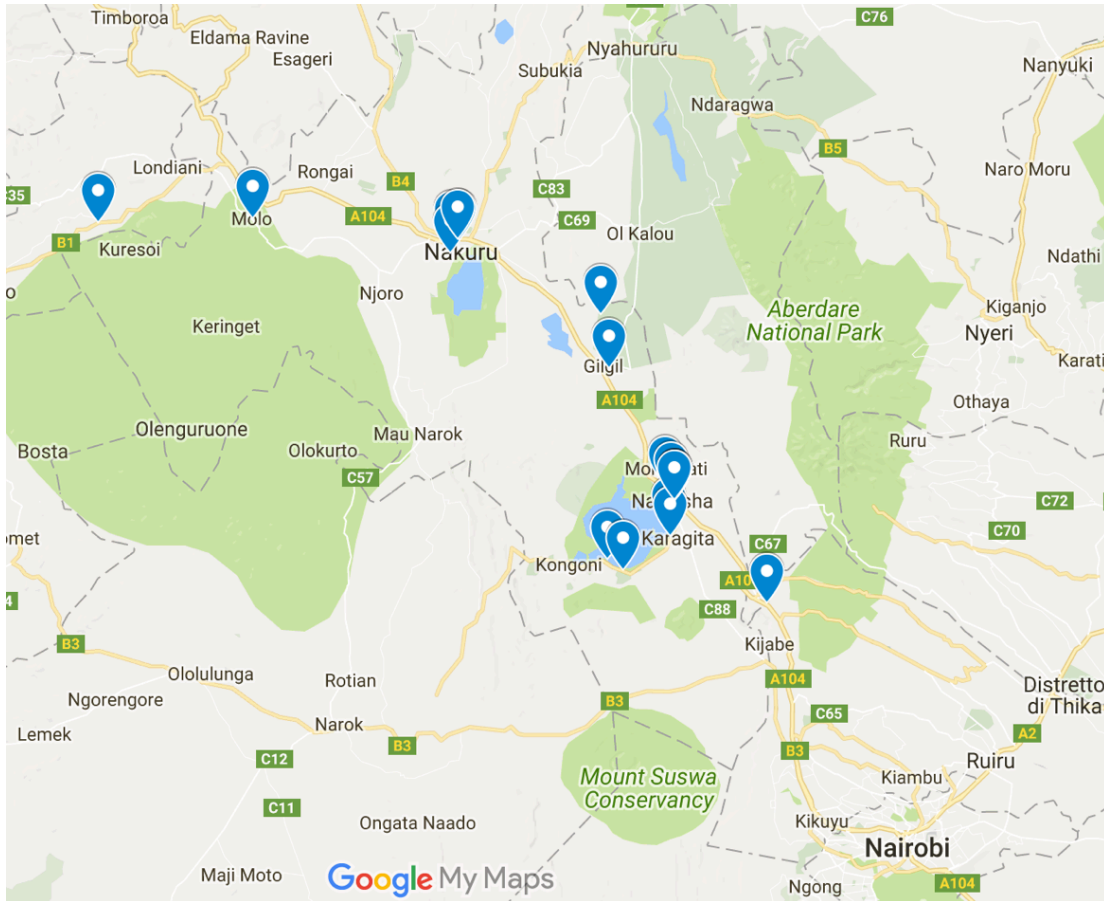 Timboroa
C76
Eldama Ravine
Esageri
Nyahururu
Subukia
Nanyuki
Ndaragwa
B5
Londiani
Rongai
Naro Moru
B4
C83
Molo
A104
C69
Ol Kalou
B1
Kuresoi
Nakuru
Ndathi
Njoro
Aberdare
National Park
Kiganjo
Nyeri
Keringet
Gilgil
Karati
A104
Othaya
Olenguruone
Mau Narok
Ruru
Bosta
Olokurto
C57
C72
C70
Karagita
C67
Kongoni
C88
Kijabe
B3
Ololulunga
Rotian
A104
Distretto
di Thika
Ngorengore
B3
C65
Lemek
Narok
B3
B3
A2
C12
Ruiru
Mount Suswa
Conservancy
Kiambu
C11
Ongata Naado
Kikuyu
Nairobi
Maji Moto
Google My Maps
Ngong
A104